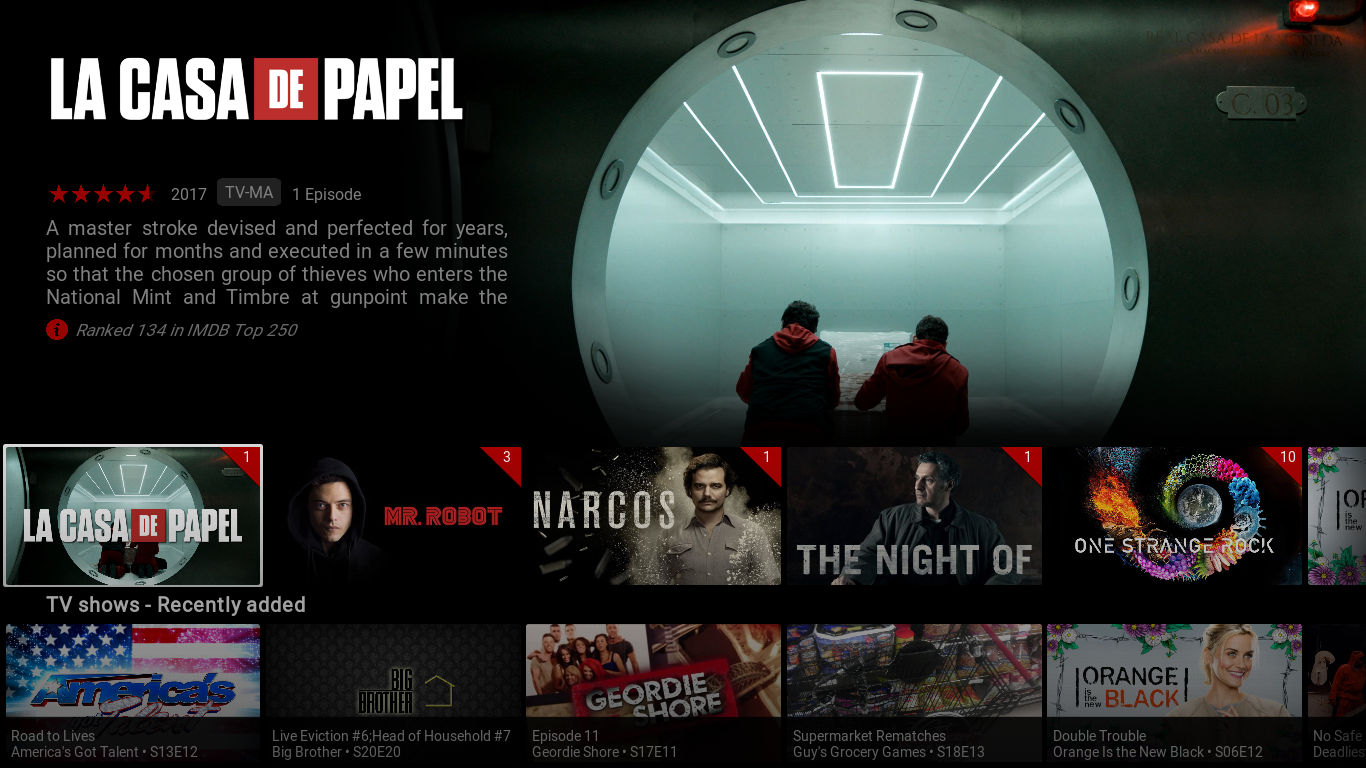 REAL CASA DE LA MONEDA
LA CASA DE PAPEL
C. 03
2017 TV-MA 1 Episode
A master stroke devised and perfected for years,
planned for months and executed in a few minutes
so that the chosen group of thieves who enters the
National Mint and Timbre at gunpoint make the
i Ranked 134 in IMDB Top 250
1
LA CASA DE PAPEL
3
MR. ROBOT
1
NARCOS
1
THE NIGHT OF
10
ONE STRANGE ROCK
is
the
new
TV shows - Recently added
America's
Talent
BIG
BROTHER
GEORDIE
SHORE
ORANGE
is
the
new
BLACK
Road to Lives
America's Got Talent • S13E12
Live Eviction #6;Head of Household #7
Big Brother • S20E20
Episode 11
Geordie Shore • S17E11
Supermarket Rematches
Guy's Grocery Games • S18E13
Double Trouble
Orange Is the New Black • S06E12
No Safe
Deadlies